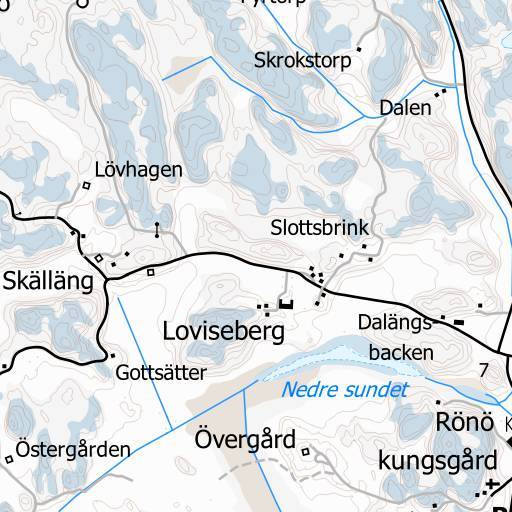 Skrokstorp
Dalen
Lövhagen
Slottsbrink
Skälläng
Loviseberg
Dalängs-
backen
Gottsätter
7
Nedre sundet
Rönö
kungsgård
Övergård
Östergården